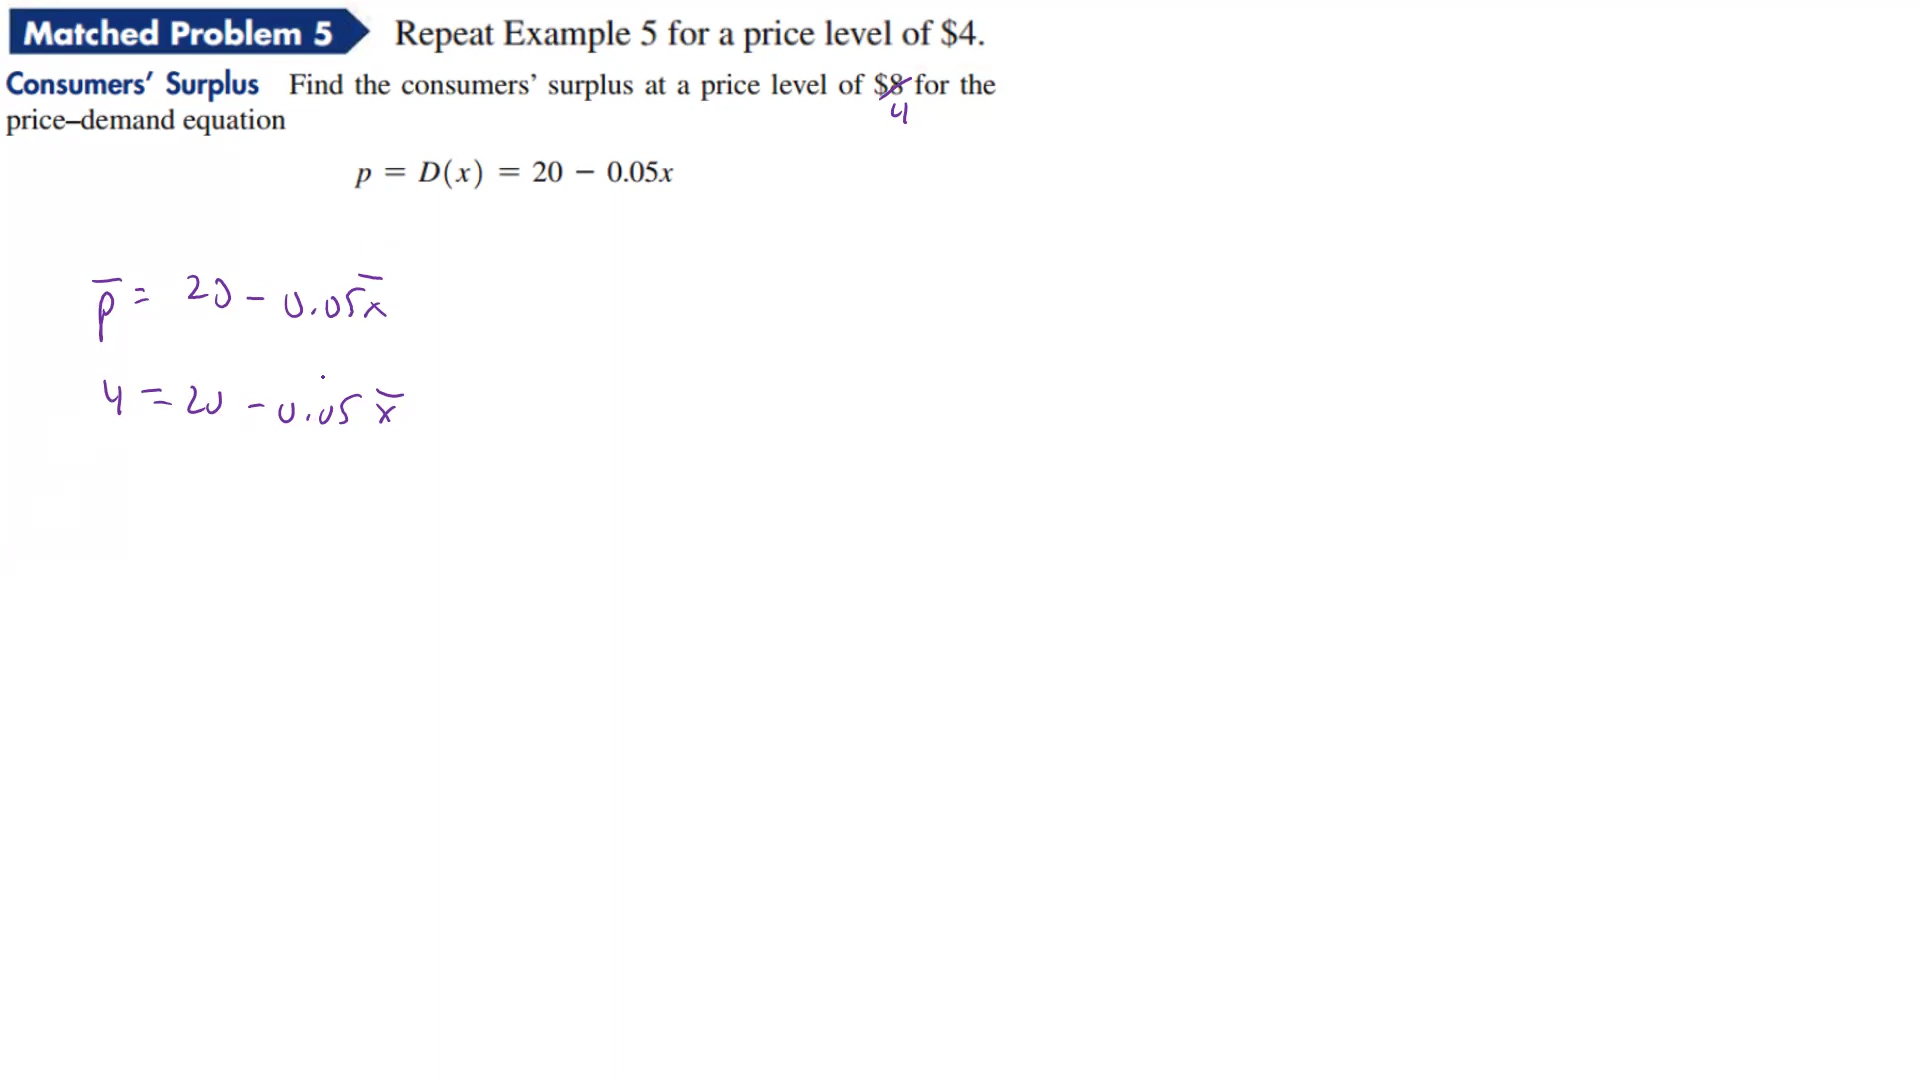 Matched Problem 5 Repeat Example 5 for a price level of $4.
Consumers’ Surplus Find the consumers’ surplus at a price level of $8 for the
4
price–demand equation
p = D(x) = 20 − 0.05x
p̅ = 20 − 0.05x̅
4 = 20 − 0.05 x̅